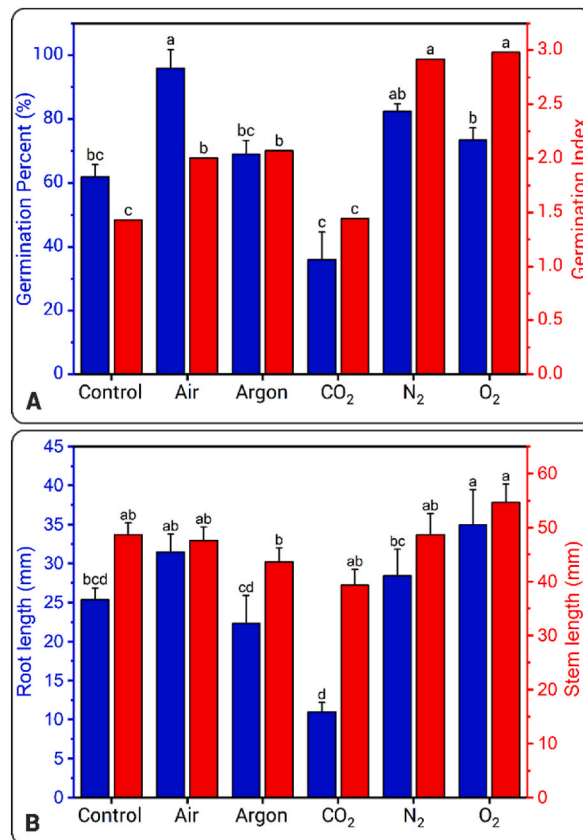 Germination Percent (%)
100
80
60
40
20
0
bc
c
a
b
bc
b
c
c
ab
a
b
a
3.0
2.5
2.0
1.5
1.0
0.5
0.0
Germination Index
Control Air Argon CO₂ N₂ O₂
A
Root length (mm)
45
40
35
30
25
20
15
10
5
0
bcd
ab
ab
ab
cd
b
d
ab
bc
ab
a
a
60
50
40
30
20
10
0
Stem length (mm)
Control Air Argon CO₂ N₂ O₂
B